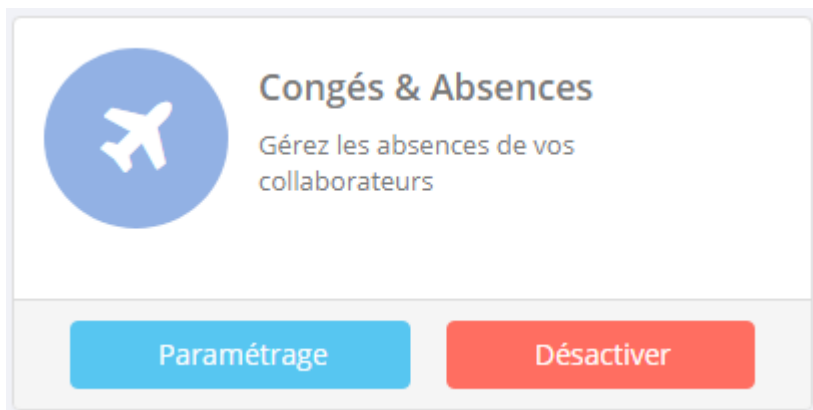 Congés & Absences
Gérez les absences de vos
collaborateurs
Paramétrage
Désactiver